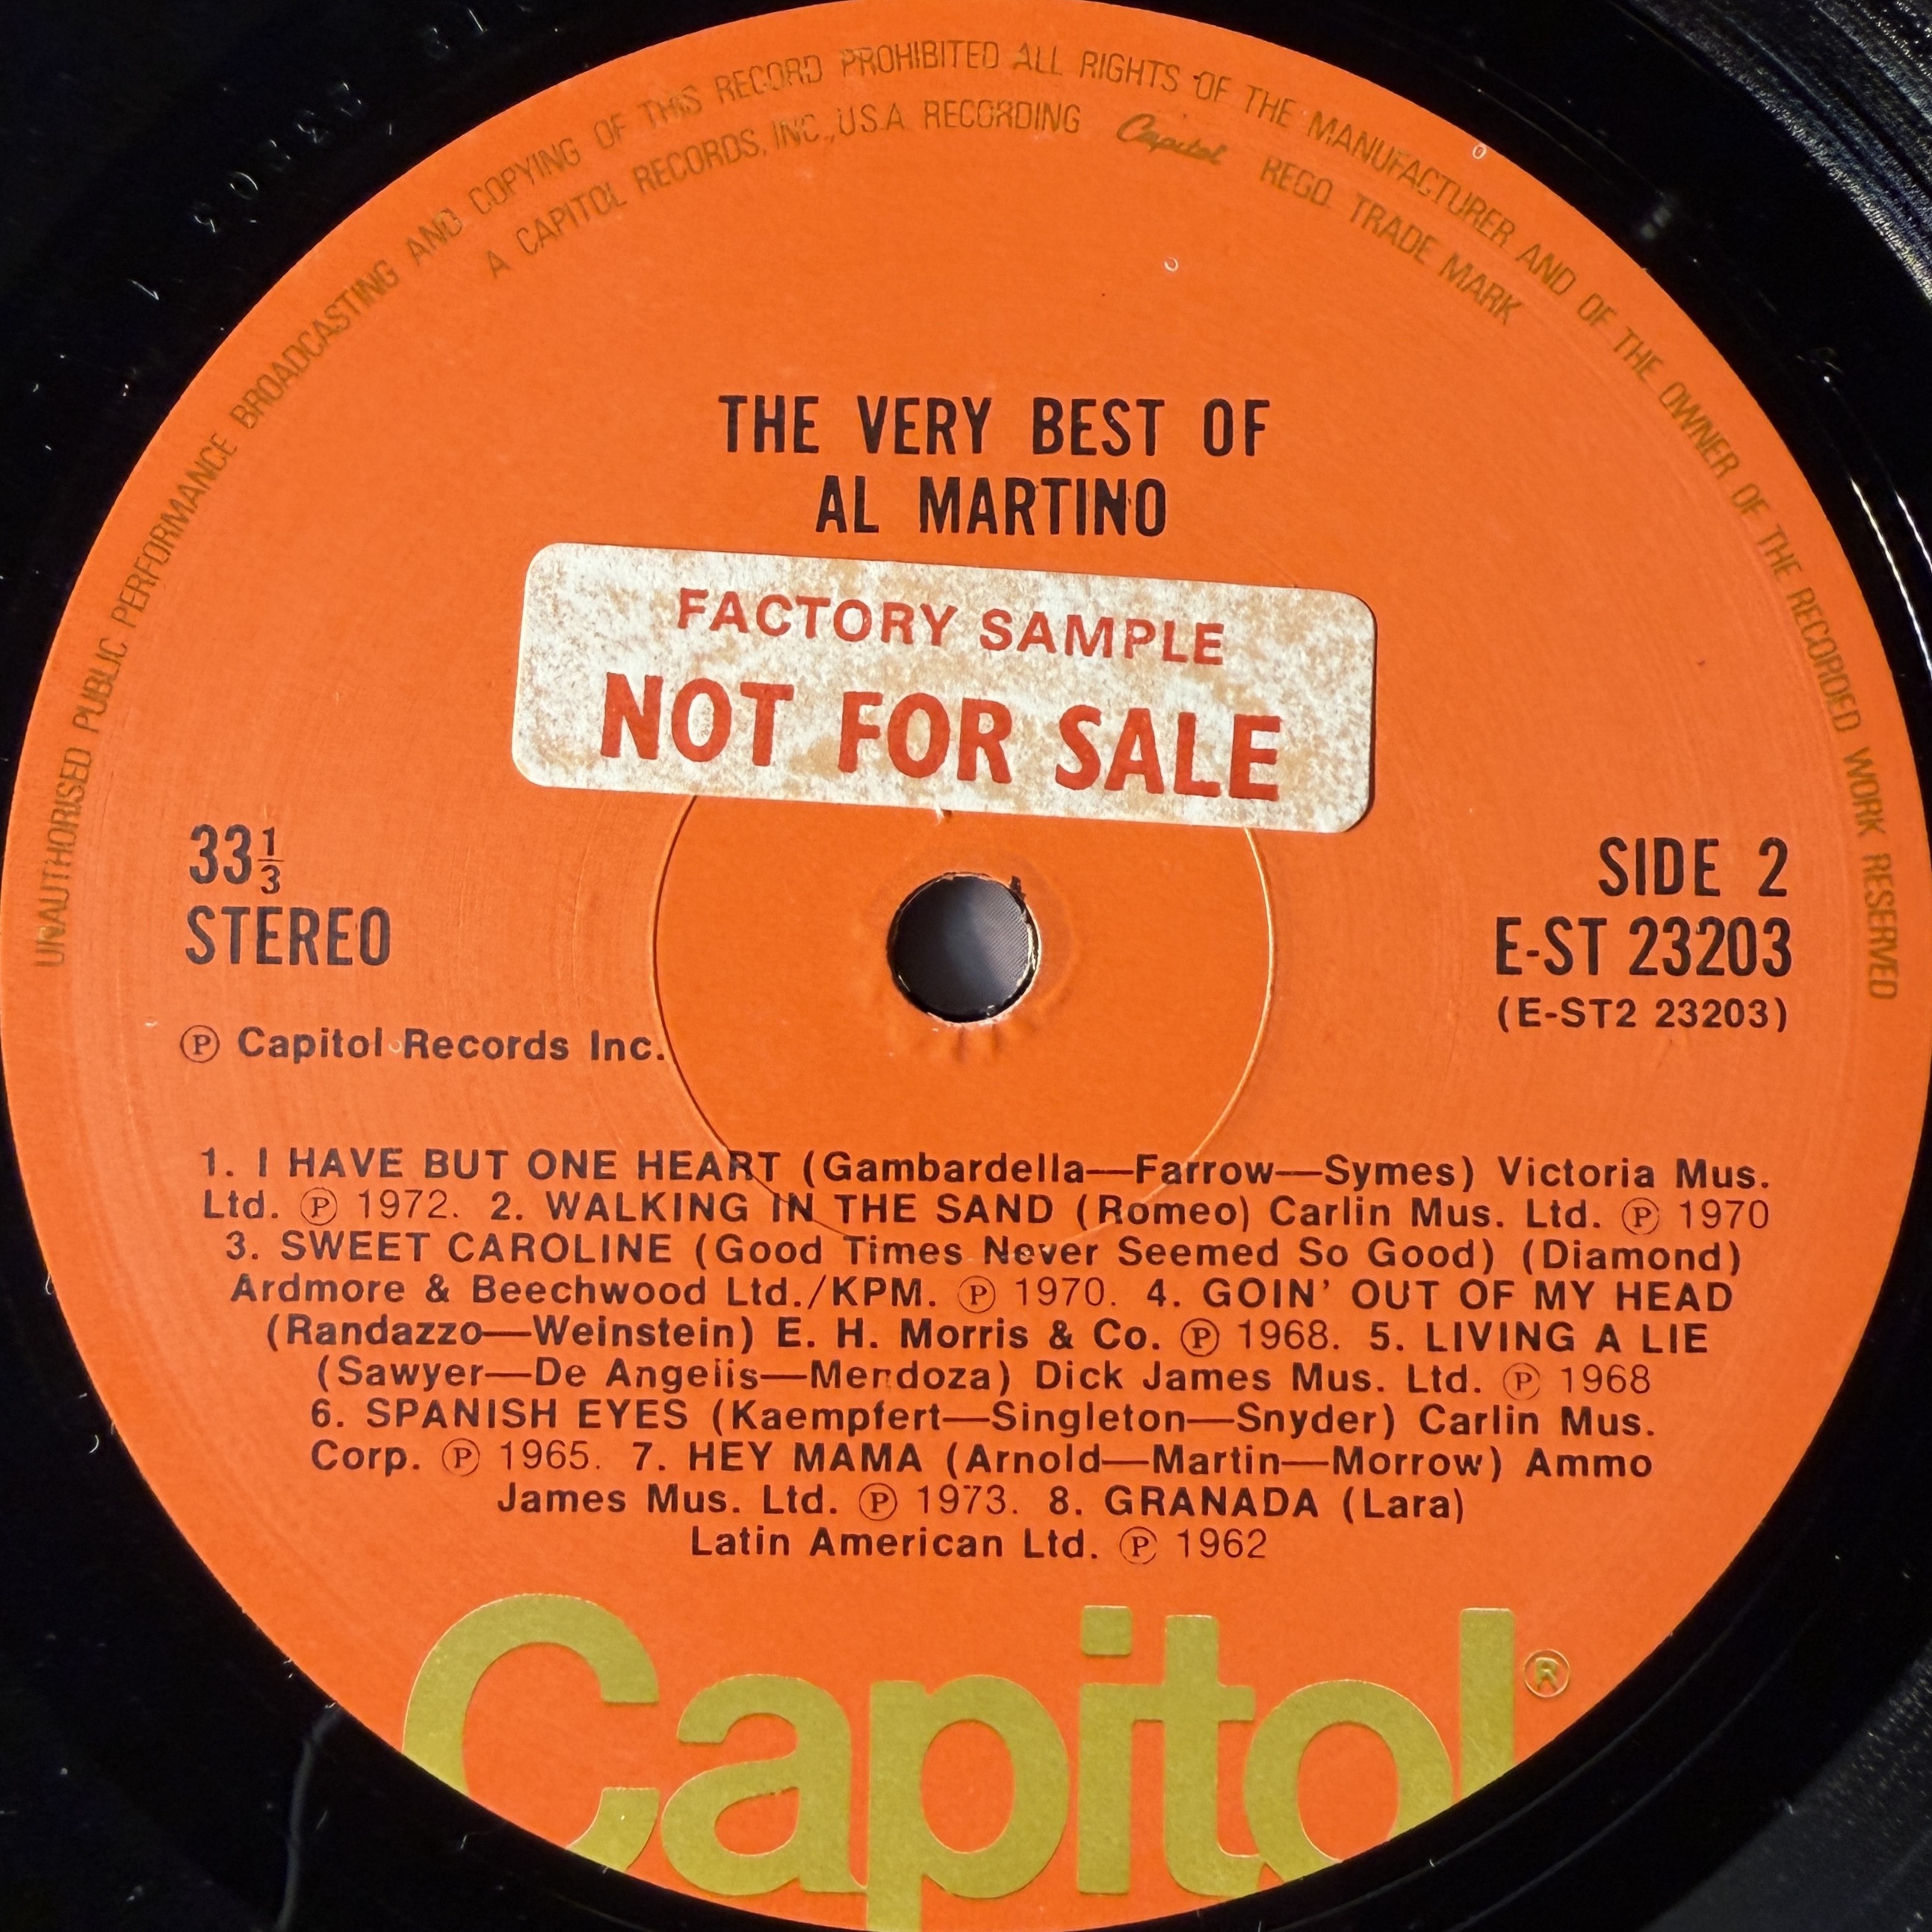 UNAUTHORISED PUBLIC PERFORMANCE BROADCASTING AND COPYING OF THIS RECORD PROHIBITED ALL RIGHTS OF THE MANUFACTURER AND OF THE OWNER OF THE RECORDED WORK RESERVED
A CAPITOL RECORDS, INC., U.S.A RECORDING Capitol REGD. TRADE MARK
THE VERY BEST OF
AL MARTINO
FACTORY SAMPLE
NOT FOR SALE
33⅓
STEREO
SIDE 2
E-ST 23203
(E-ST2 23203)
Ⓟ Capitol Records Inc.
1. I HAVE BUT ONE HEART (Gambardella—Farrow—Symes) Victoria Mus.
Ltd. Ⓟ 1972. 2. WALKING IN THE SAND (Romeo) Carlin Mus. Ltd. Ⓟ 1970
3. SWEET CAROLINE (Good Times Never Seemed So Good) (Diamond)
Ardmore & Beechwood Ltd./KPM. Ⓟ 1970. 4. GOIN' OUT OF MY HEAD
(Randazzo—Weinstein) E. H. Morris & Co. Ⓟ 1968. 5. LIVING A LIE
(Sawyer—De Angelis—Mendoza) Dick James Mus. Ltd. Ⓟ 1968
6. SPANISH EYES (Kaempfert—Singleton—Snyder) Carlin Mus.
Corp. Ⓟ 1965. 7. HEY MAMA (Arnold—Martin—Morrow) Ammo
James Mus. Ltd. Ⓟ 1973. 8. GRANADA (Lara)
Latin American Ltd. Ⓟ 1962
Capitol®